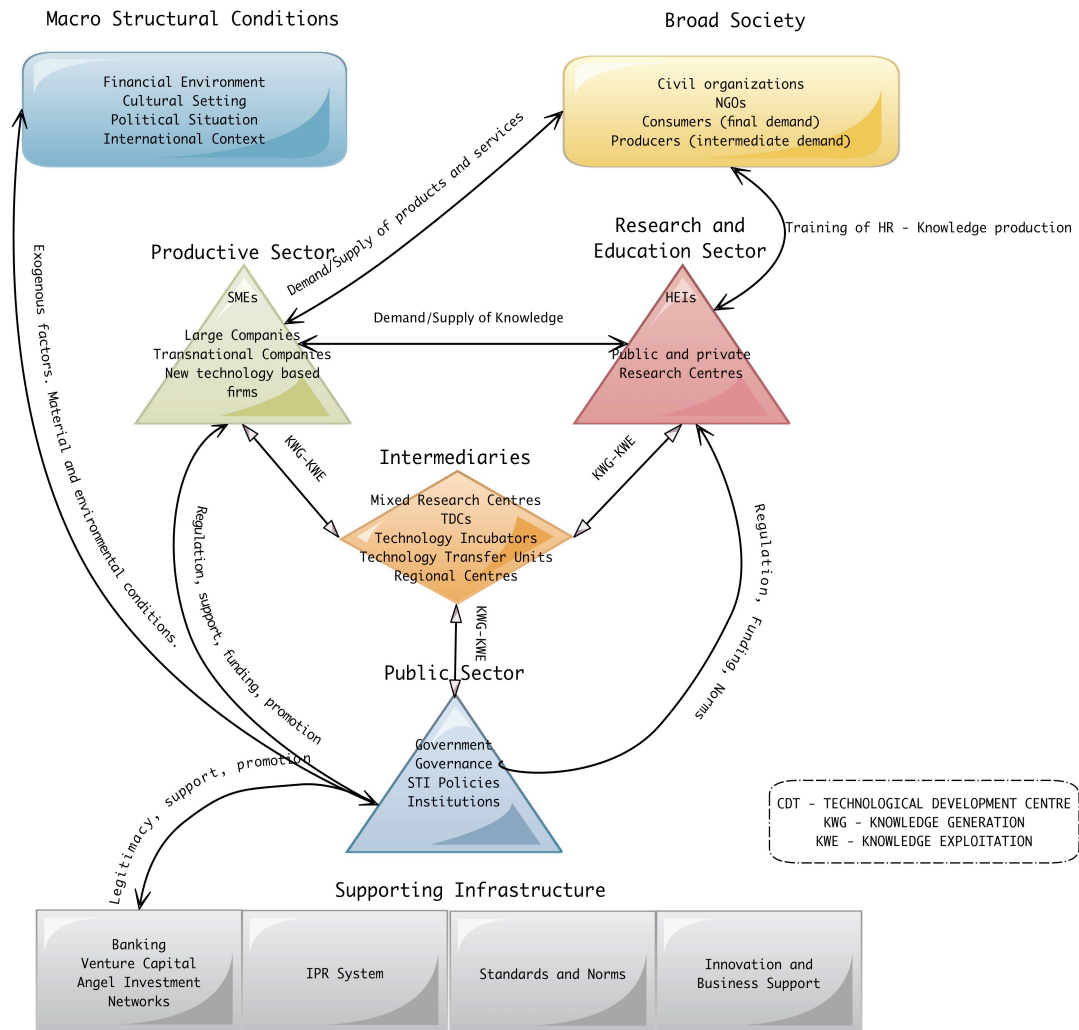 Macro Structural Conditions
Broad Society
Financial Environment
Cultural Setting
Political Situation
International Context
Civil organizations
NGOs
Consumers (final demand)
Producers (intermediate demand)
Demand/Supply of products and services
Training of HR - Knowledge production
Productive Sector
Research and
Education Sector
SMEs
Large Companies
Transnational Companies
New technology based
firms
Demand/Supply of Knowledge
HEIs
Public and private
Research Centres
Exogenous factors. Material and environmental conditions.
KWG-KWE
KWG-KWE
Intermediaries
Mixed Research Centres
TDCs
Technology Incubators
Technology Transfer Units
Regional Centres
Regulation, support, funding, promotion
Regulation, Funding, Norms
KWG-KWE
Public Sector
Government
Governance
STI Policies
Institutions
Legitimacy, support, promotion
CDT - TECHNOLOGICAL DEVELOPMENT CENTRE
KWG - KNOWLEDGE GENERATION
KWE - KNOWLEDGE EXPLOITATION
Supporting Infrastructure
Banking
Venture Capital
Angel Investment
Networks
IPR System
Standards and Norms
Innovation and
Business Support